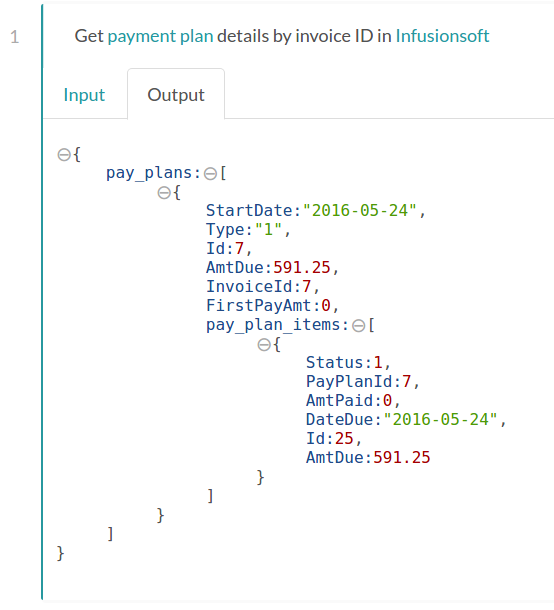 1
Get payment plan details by invoice ID in Infusionsoft
Input Output
{
pay_plans:[
{
StartDate:"2016-05-24",
Type:"1",
Id:7,
AmtDue:591.25,
InvoiceId:7,
FirstPayAmt:0,
pay_plan_items:[
{
Status:1,
PayPlanId:7,
AmtPaid:0,
DateDue:"2016-05-24",
Id:25,
AmtDue:591.25
}
]
}
]
}